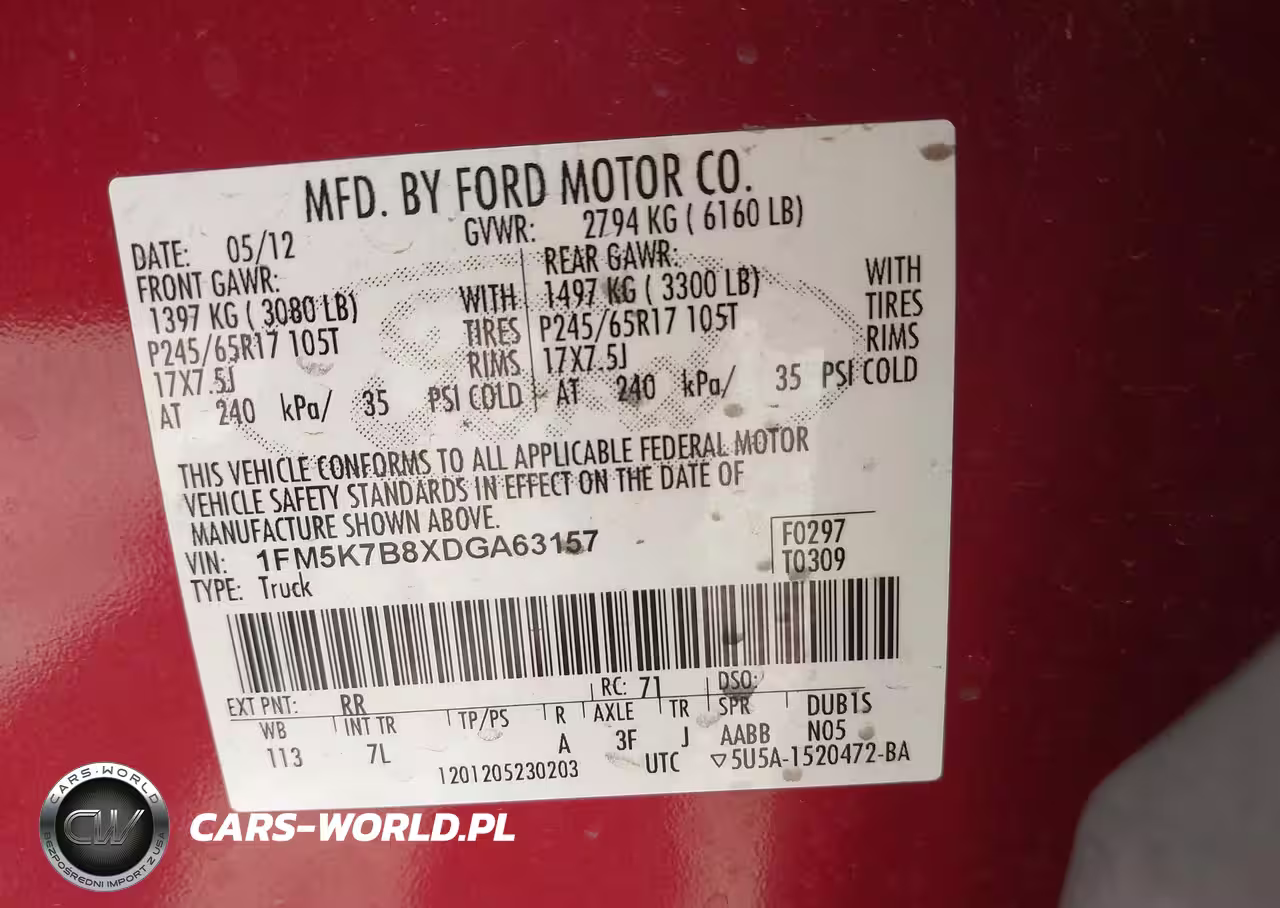 MFD. BY FORD MOTOR CO.
DATE: 05/12 GVWR: 2794 KG ( 6160 LB)
FRONT GAWR: REAR GAWR:
1397 KG ( 3080 LB) WITH 1497 KG ( 3300 LB) WITH
P245/65R17 105T TIRES P245/65R17 105T TIRES
17X7.5J RIMS 17X7.5J RIMS
AT 240 kPa/ 35 PSI COLD AT 240 kPa/ 35 PSI COLD
THIS VEHICLE CONFORMS TO ALL APPLICABLE FEDERAL MOTOR
VEHICLE SAFETY STANDARDS IN EFFECT ON THE DATE OF
MANUFACTURE SHOWN ABOVE.
VIN: 1FM5K7B8XDGA63157 F0297
TYPE: Truck T0309
EXT PNT: RR RC: 71 DSO:
WB INT TR TP/PS R AXLE TR SPR DUB1S
113 7L A 3F J AABB N05
1201205230203 UTC ▽5U5A-1520472-BA
CARS-WORLD
CW
BEZPOŚREDNI IMPORT Z USA
CARS-WORLD.PL